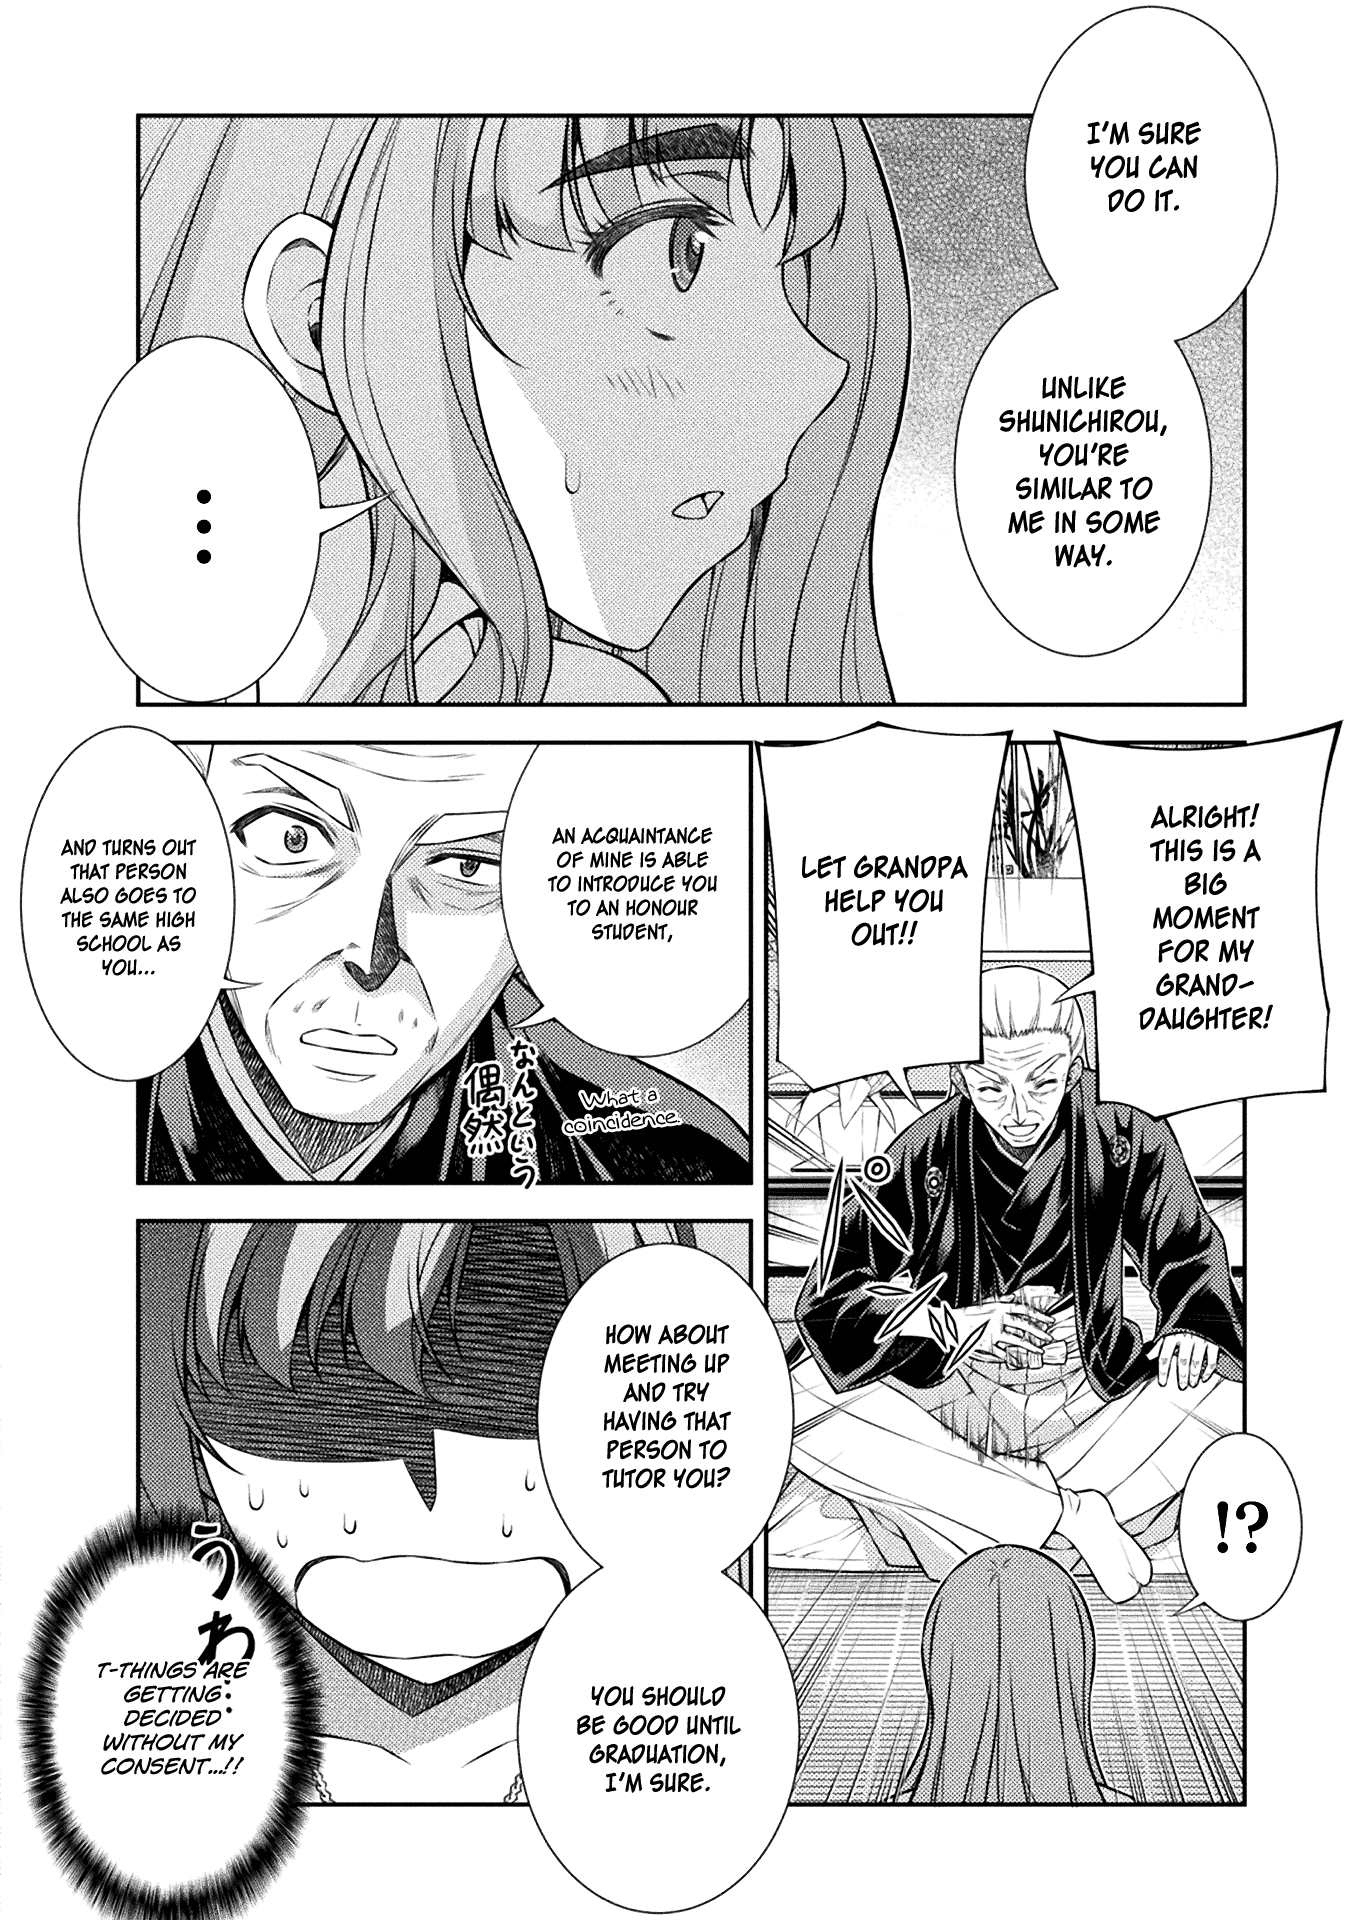 I'M SURE
YOU CAN
DO IT.
UNLIKE
SHUNICHIROU,
YOU'RE
SIMILAR TO
ME IN SOME
WAY.
...
ALRIGHT!
THIS IS A
BIG
MOMENT
FOR MY
GRAND-
DAUGHTER!
LET GRANDPA
HELP YOU
OUT!!
!?
AN ACQUAINTANCE
OF MINE IS ABLE
TO INTRODUCE YOU
TO AN HONOUR
STUDENT,
AND TURNS OUT
THAT PERSON
ALSO GOES TO
THE SAME HIGH
SCHOOL AS
YOU...
なんという
偶然
What a
coincidence.
HOW ABOUT
MEETING UP
AND TRY
HAVING THAT
PERSON TO
TUTOR YOU?
YOU SHOULD
BE GOOD UNTIL
GRADUATION,
I'M SURE.
うわ…
T-THINGS ARE
GETTING
DECIDED
WITHOUT MY
CONSENT...!!